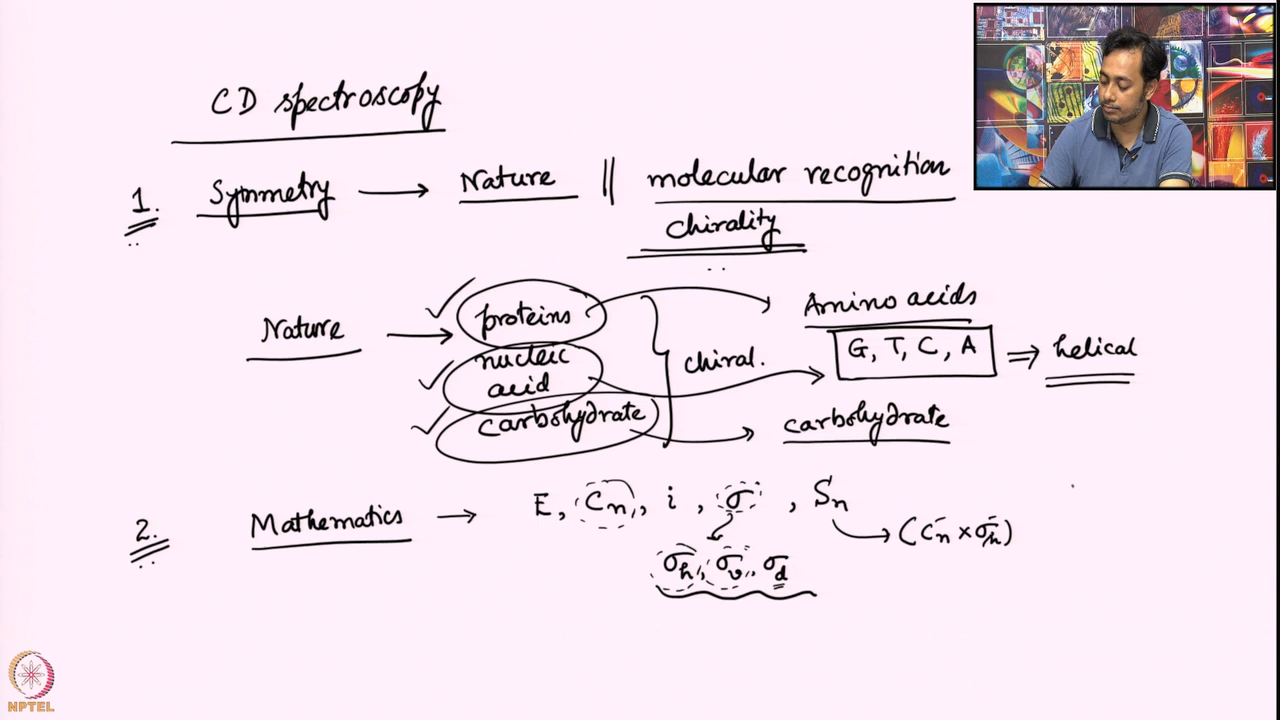 CD spectroscopy
1. Symmetry → Nature || molecular recognition
chirality
Nature → proteins
nucleic acid
carbohydrate
chiral.
Amino acids
G, T, C, A ⇒ helical
carbohydrate
2. Mathematics → E, Cn, i, σ, Sn
→ (Cn × σh)
σh, σv, σd
NPTEL